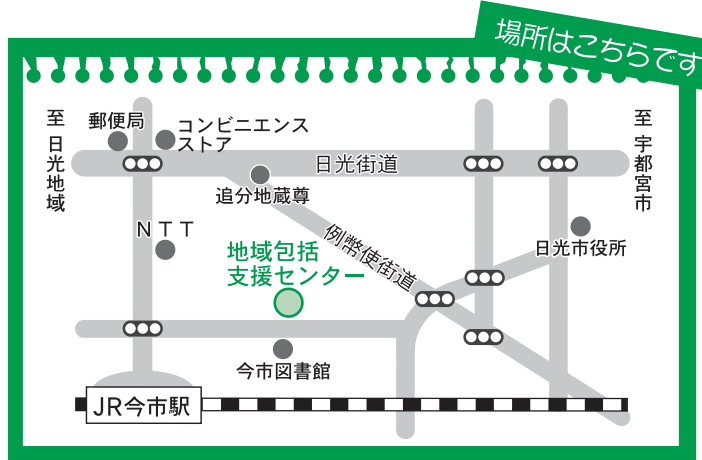 場所はこちらです
至 日光地域
郵便局
コンビニエンス
ストア
日光街道
至 宇都宮市
追分地蔵尊
NTT
例幣使街道
日光市役所
地域包括
支援センター
今市図書館
JR今市駅